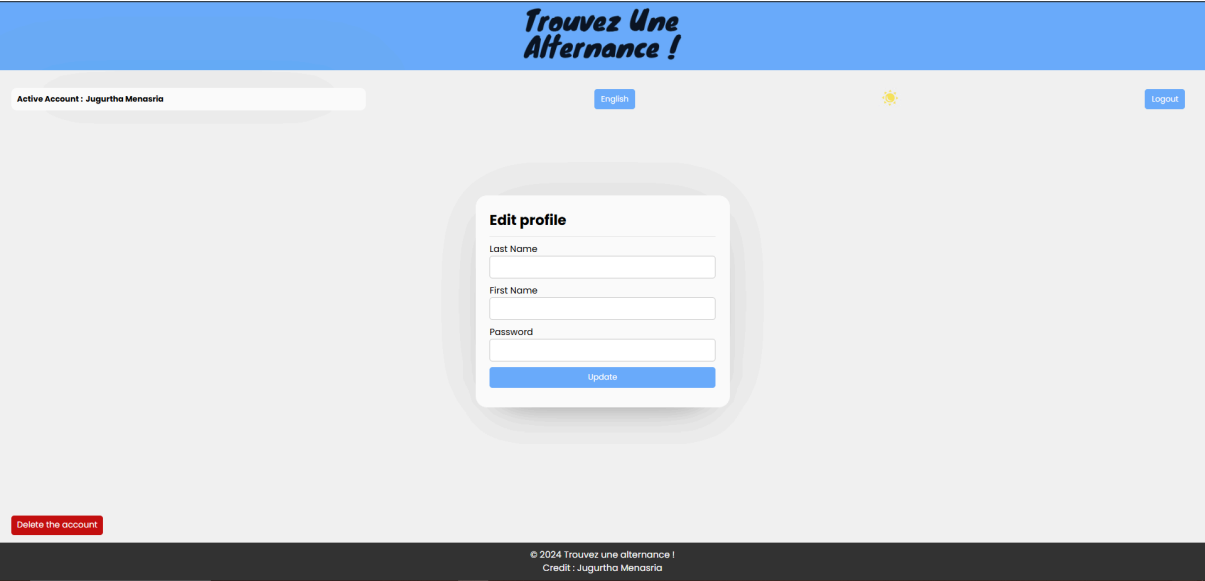 Trouvez Une
Alternance !
Active Account : Jugurtha Menasria
English
Logout
Edit profile
Last Name
First Name
Password
Update
Delete the account
© 2024 Trouvez une alternance !
Credit : Jugurtha Menasria